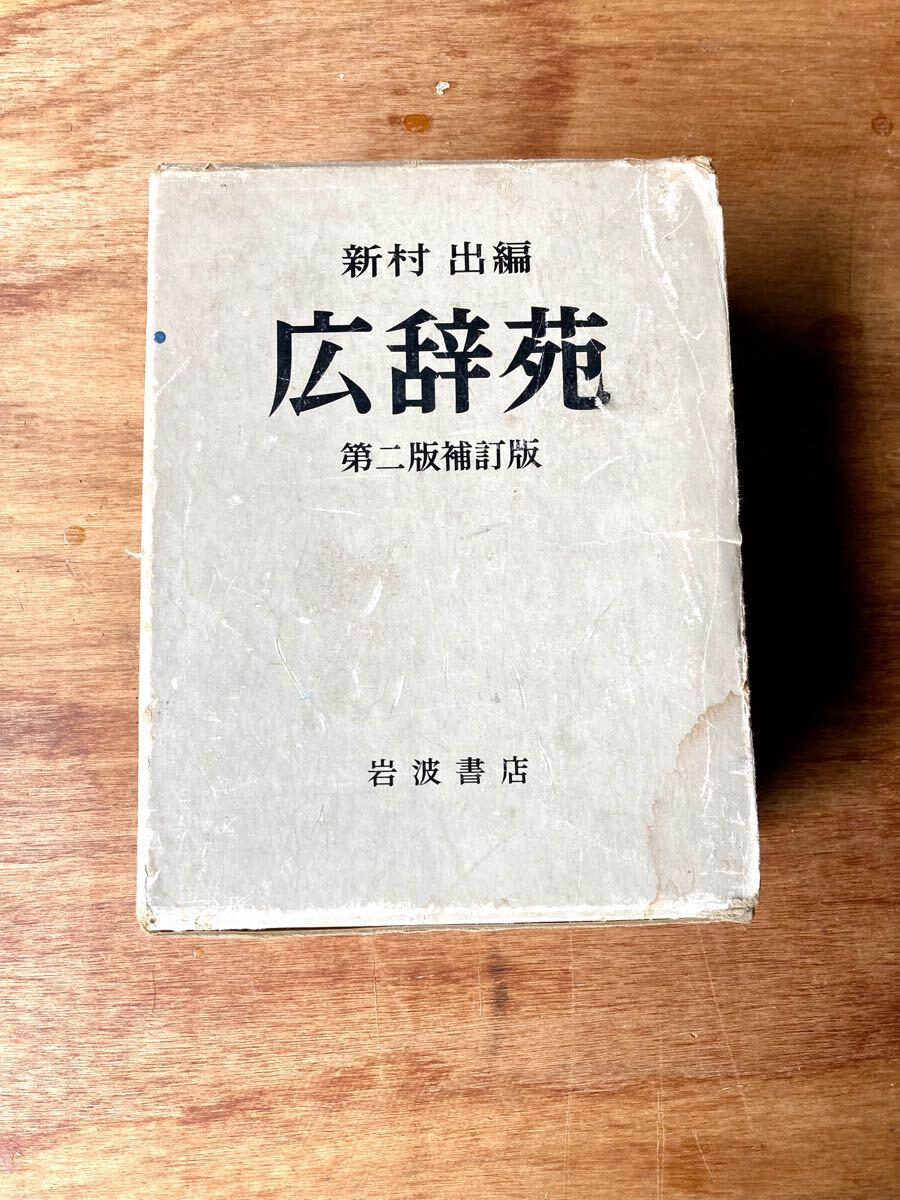 新村 出編
広辞苑
第二版補訂版
岩波書店